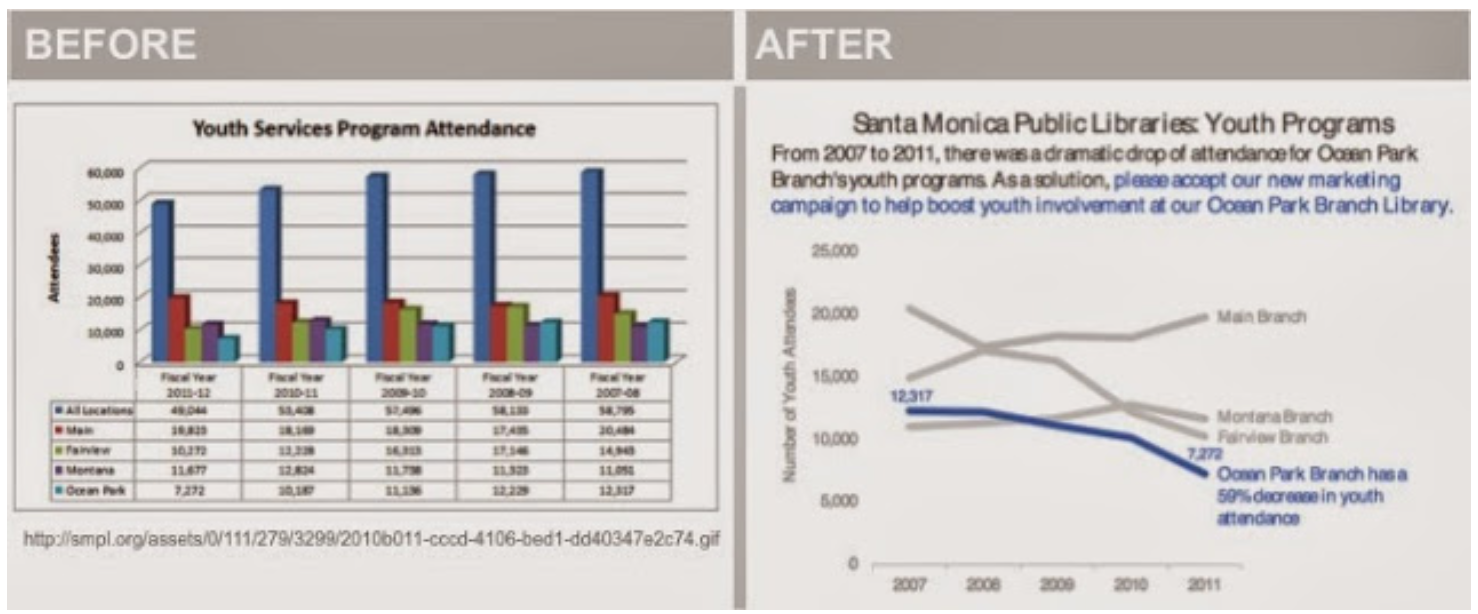 BEFORE
Youth Services Program Attendance
60,000
50,000
40,000
30,000
20,000
10,000
0
Attendees
Fiscal Year 2011-12 Fiscal Year 2010-11 Fiscal Year 2009-10 Fiscal Year 2008-09 Fiscal Year 2007-08
All Locations 49,044 53,408 57,496 58,133 58,795
Main 19,823 18,169 18,309 17,435 20,484
Fairview 10,272 12,228 16,313 17,146 14,943
Montana 11,677 12,824 11,738 11,323 11,051
Ocean Park 7,272 10,187 11,136 12,229 12,317
http://smpl.org/assets/0/111/279/3299/2010b011-cccd-4106-bed1-dd40347e2c74.gif
AFTER
Santa Monica Public Libraries: Youth Programs
From 2007 to 2011, there was a dramatic drop of attendance for Ocean Park
Branch's youth programs. As a solution, please accept our new marketing
campaign to help boost youth involvement at our Ocean Park Branch Library.
25,000
20,000
15,000
10,000
5,000
0
Number of Youth Attendees
12,317
Main Branch
Montana Branch
Fairview Branch
7,272
Ocean Park Branch has a
59% decrease in youth
attendance
2007 2008 2009 2010 2011